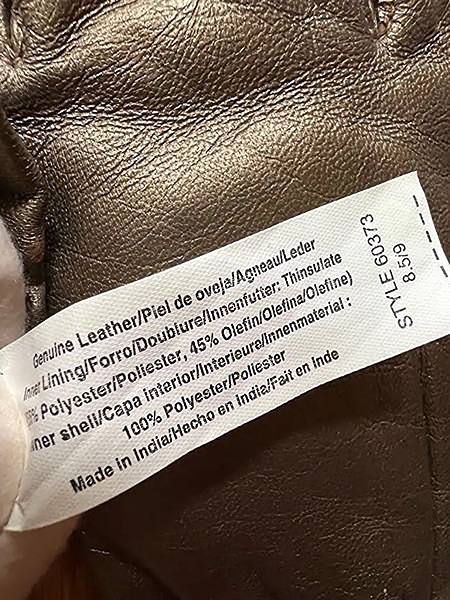 Genuine Leather/Piel de oveja/Agneau/Leder
Inner Lining/Forro/Doublure/Innenfutter: Thinsulate
Polyester/Poliester, 45% Olefin/Olefina/Olefine)
Inner shell/Capa interior/Interieure/Innenmaterial :
100% Polyester/Poliester
Made in India/Hecho en india/Fait en Inde
STYLE 60373
8.5/9